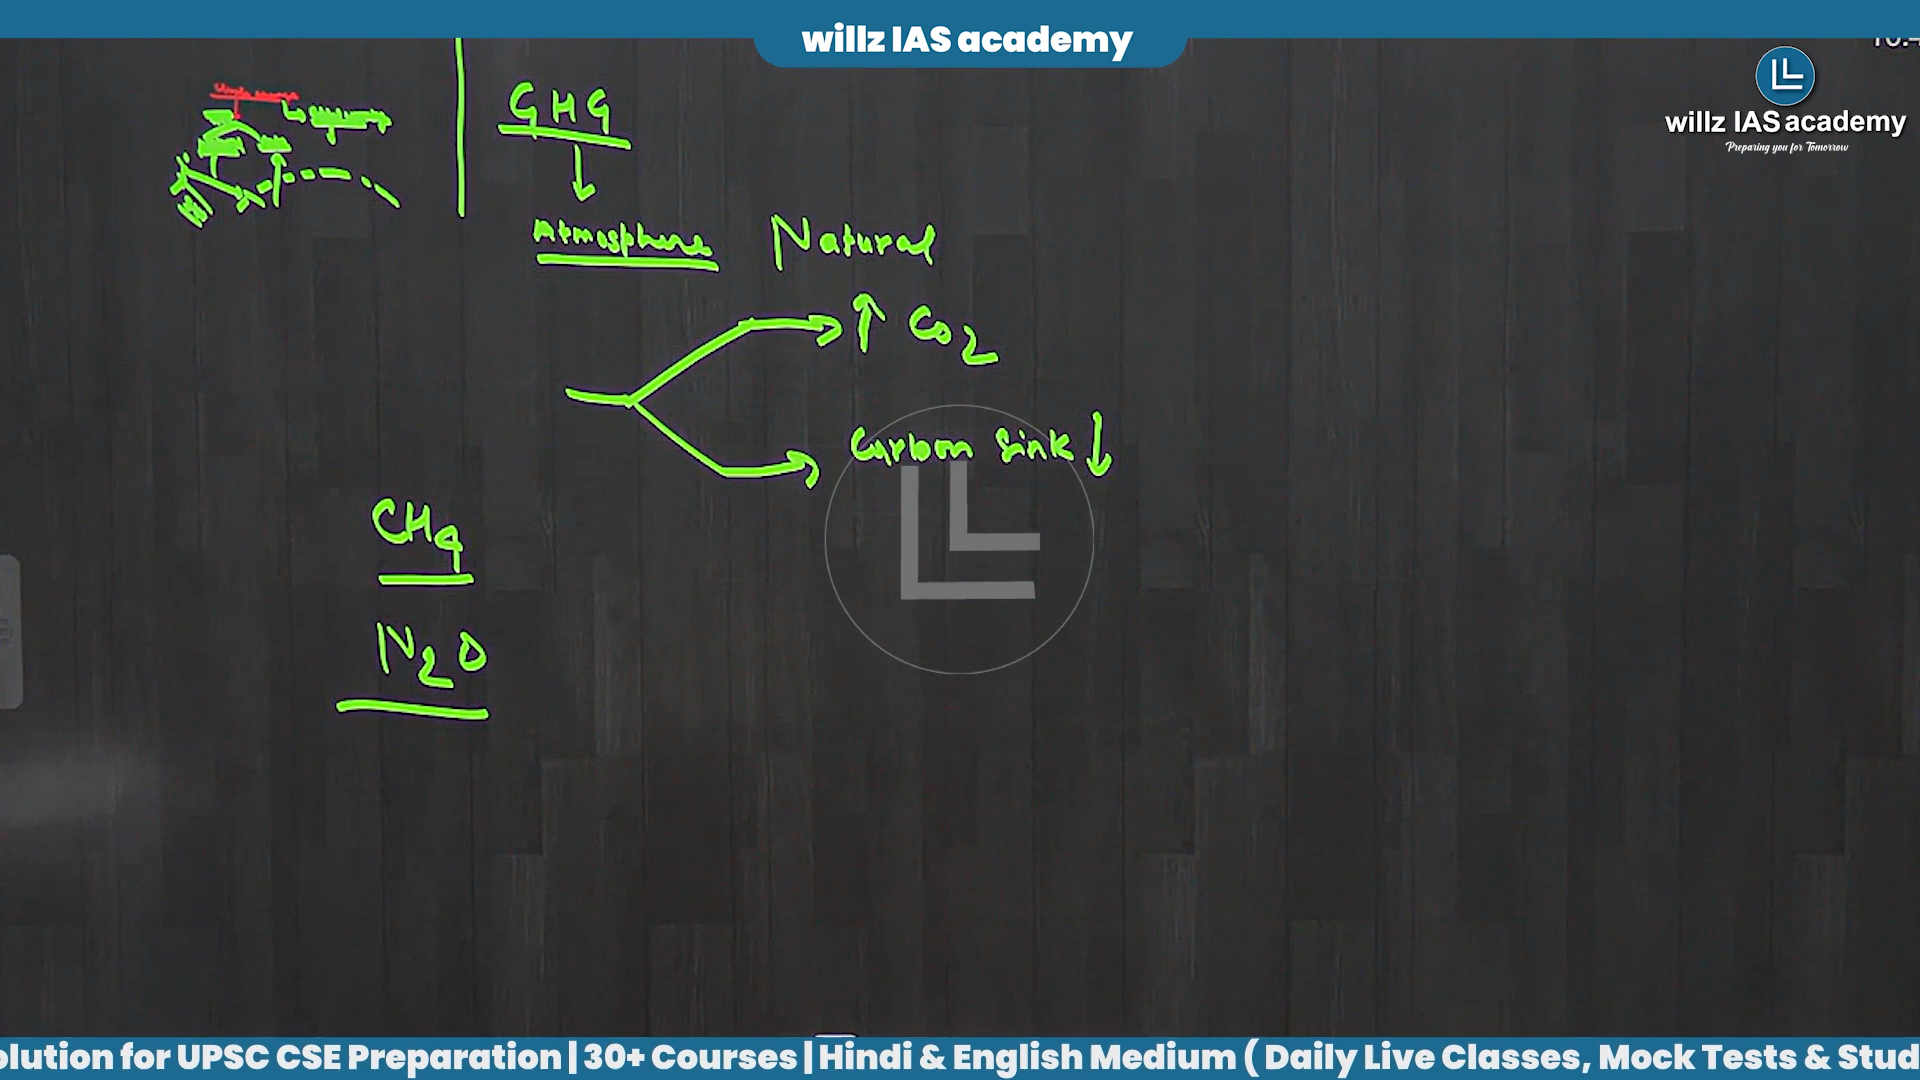 willz IAS academy
willz IAS academy
Preparing you for Tomorrow
GHG
Atmosphere Natural
↑ CO2
Carbon Sink ↓
CH4
N2O
olution for UPSC CSE Preparation | 30+ Courses | Hindi & English Medium ( Daily Live Classes, Mock Tests & Stud